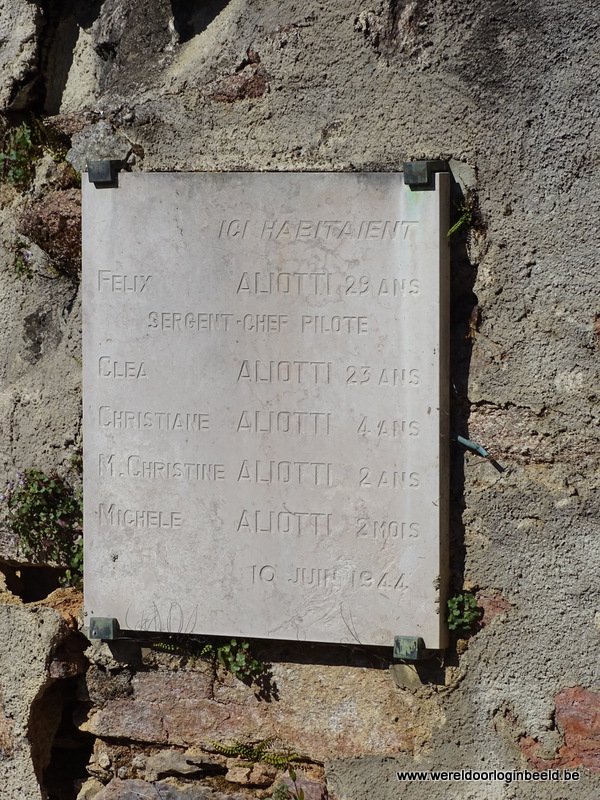 ICI HABITAIENT
FELIX ALIOTTI 29 ANS
SERGENT-CHEF PILOTE
CLEA ALIOTTI 23 ANS
CHRISTIANE ALIOTTI 4 ANS
M. CHRISTINE ALIOTTI 2 ANS
MICHELE ALIOTTI 2 MOIS
10 JUIN 1944
www.wereldoorloginbeeld.be